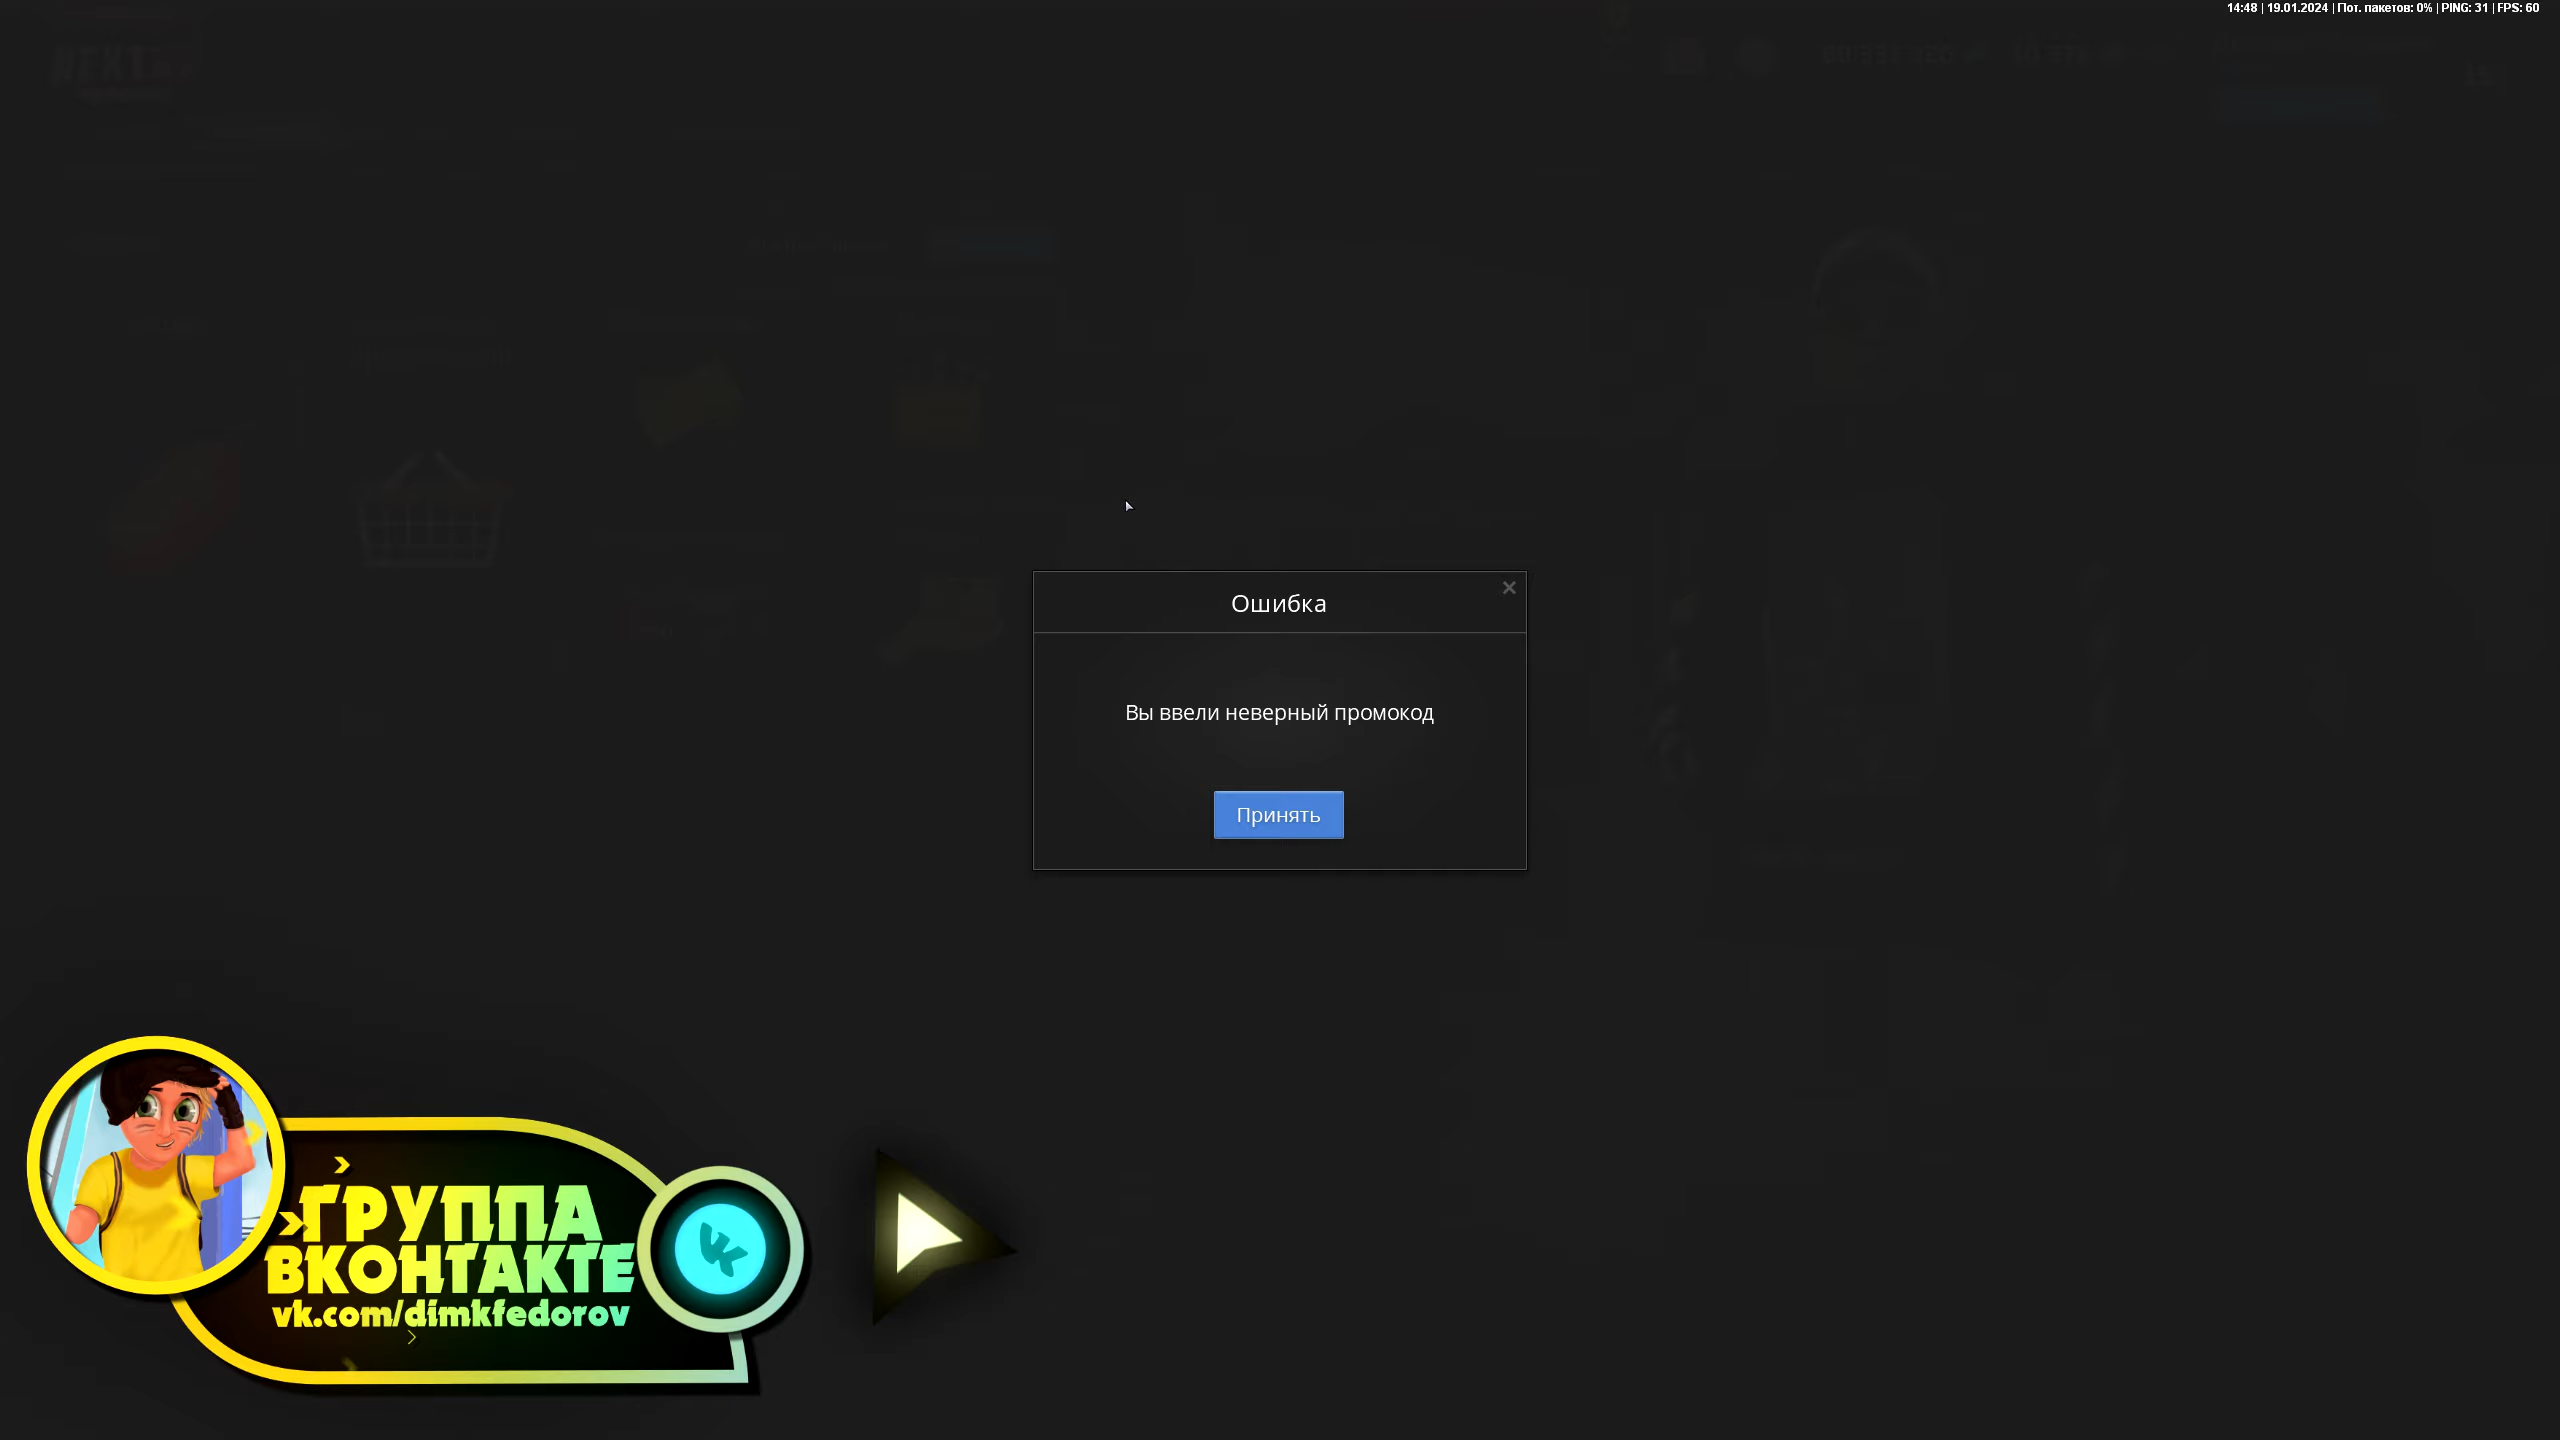 14:48 | 19.01.2024 | Пот. пакетов: 0% | PING: 31 | FPS: 60
NEXT
Ошибка
Вы ввели неверный промокод
Принять
ГРУППА
ВКОНТАКТЕ
vk.com/dimkfedorov